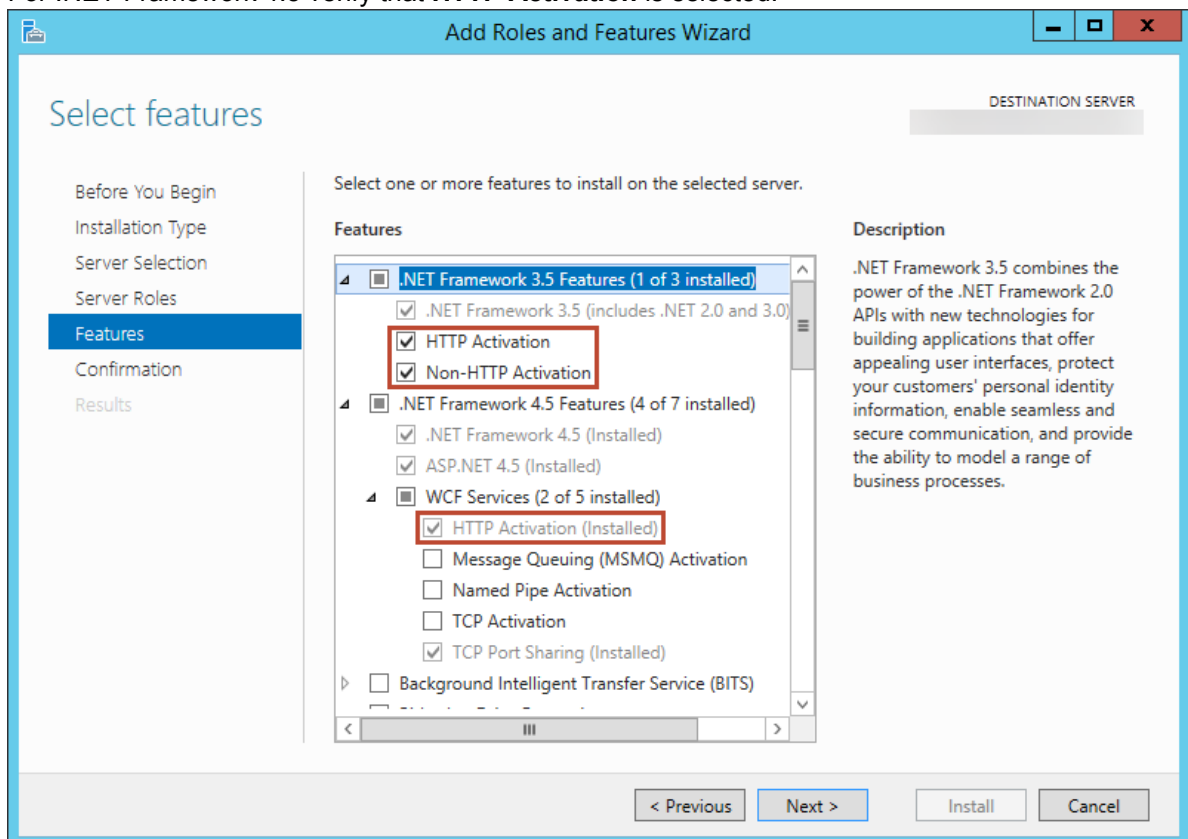 Add Roles and Features Wizard
Select features
DESTINATION SERVER
Before You Begin
Installation Type
Server Selection
Server Roles
Features
Confirmation
Results
Select one or more features to install on the selected server.
Features
.NET Framework 3.5 Features (1 of 3 installed)
.NET Framework 3.5 (includes .NET 2.0 and 3.0)
HTTP Activation
Non-HTTP Activation
.NET Framework 4.5 Features (4 of 7 installed)
.NET Framework 4.5 (Installed)
ASP.NET 4.5 (Installed)
WCF Services (2 of 5 installed)
HTTP Activation (Installed)
Message Queuing (MSMQ) Activation
Named Pipe Activation
TCP Activation
TCP Port Sharing (Installed)
Background Intelligent Transfer Service (BITS)
Description
.NET Framework 3.5 combines the
power of the .NET Framework 2.0
APIs with new technologies for
building applications that offer
appealing user interfaces, protect
your customers' personal identity
information, enable seamless and
secure communication, and provide
the ability to model a range of
business processes.
< Previous
Next >
Install
Cancel